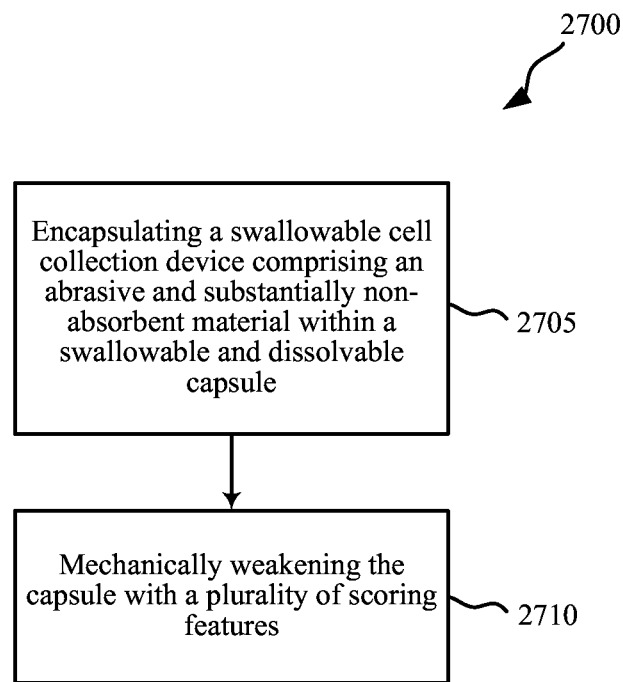 2700
Encapsulating a swallowable cell
collection device comprising an
abrasive and substantially non-
absorbent material within a
swallowable and dissolvable
capsule
2705
Mechanically weakening the
capsule with a plurality of scoring
features
2710